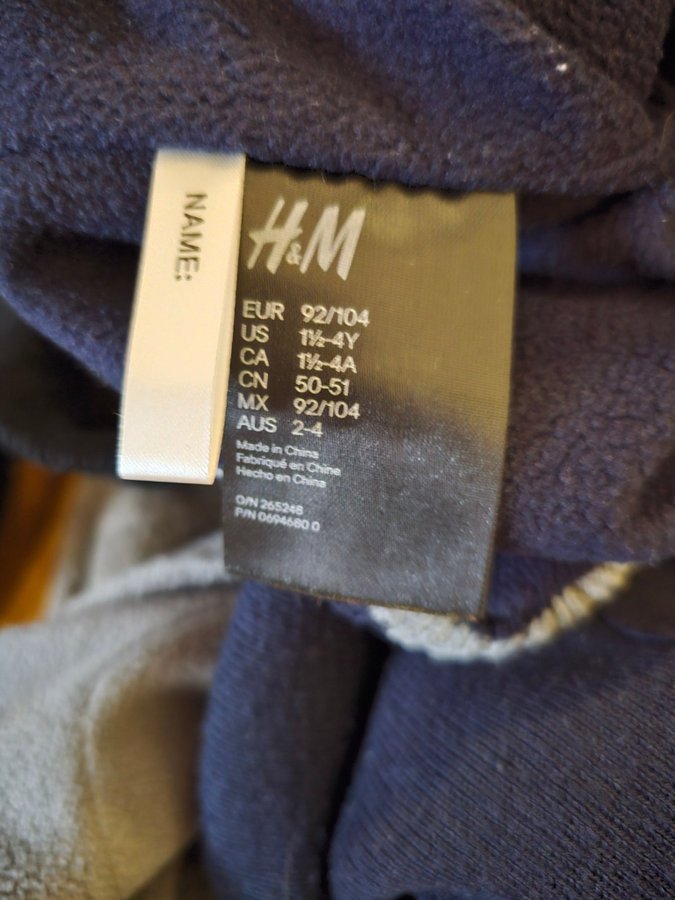 NAME:
H&M
EUR 92/104
US 1½-4Y
CA 1½-4A
CN 50-51
MX 92/104
AUS 2-4
Made in China
Fabriqué en Chine
Hecho en China
O/N 265248
P/N 0694680 0